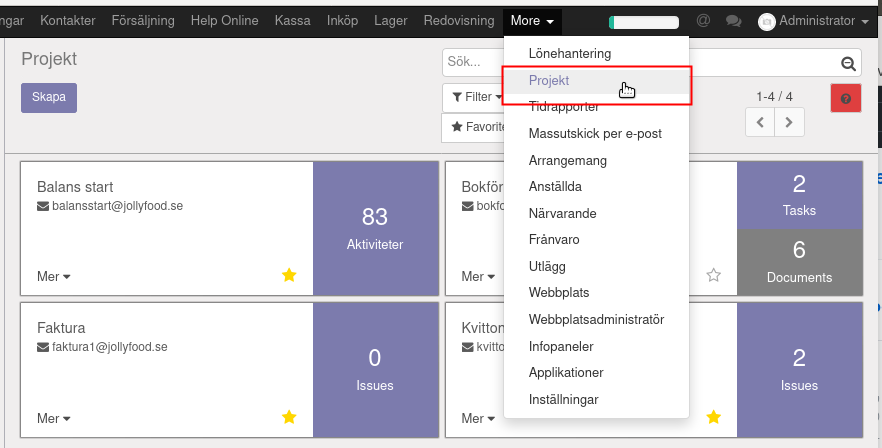 ngar Kontakter Försäljning Help Online Kassa Inköp Lager Redovisning More @ Administrator
Projekt
Sök...
Skapa
Filter
1-4 / 4
Favorite
Lönehantering
Projekt
Tidrapporter
Massutskick per e-post
Arrangemang
Anställda
Närvarande
Frånvaro
Utlägg
Webbplats
Webbplatsadministratör
Infopaneler
Applikationer
Inställningar
Balans start
balansstart@jollyfood.se
83
Aktiviteter
Mer
Bokför
bokfö
2
Tasks
6
Documents
Mer
Faktura
faktura1@jollyfood.se
0
Issues
Mer
Kvitton
kvitto
2
Issues
Mer